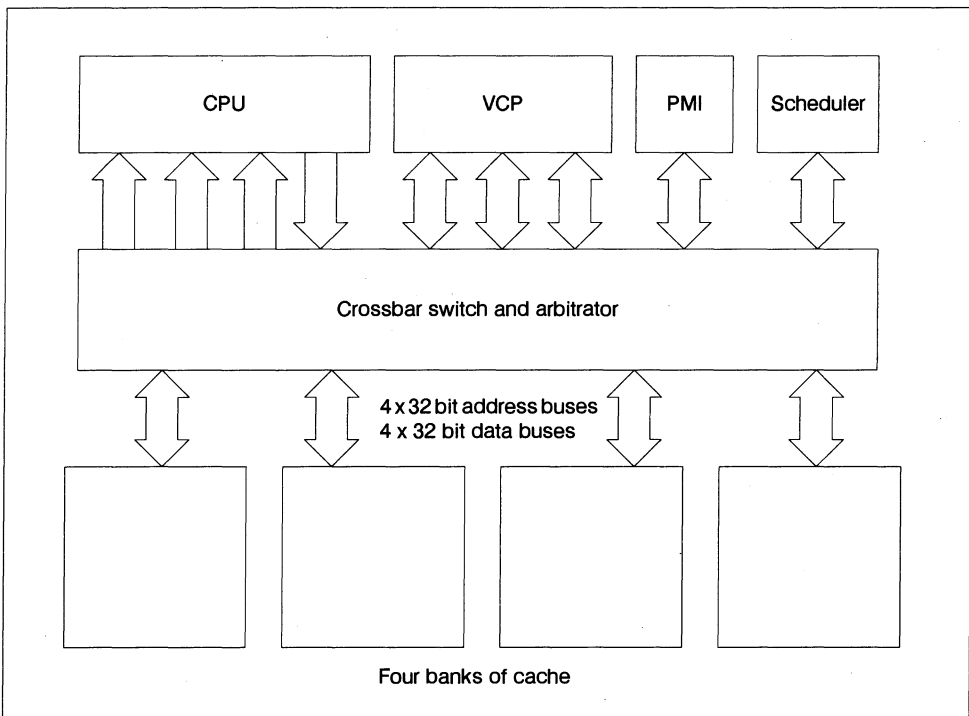 CPU
VCP
PMI
Scheduler
Crossbar switch and arbitrator
4 x 32 bit address buses
4 x 32 bit data buses
Four banks of cache